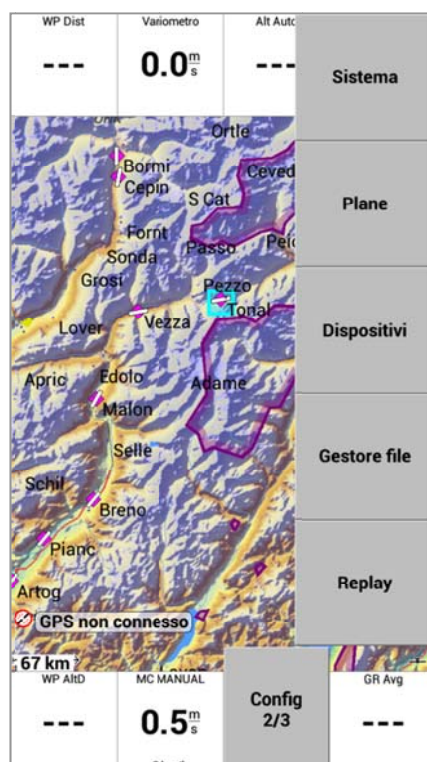 WP Dist
Variometro
Alt Auto
---
0.0 m/s
---
Sistema
Plane
Dispositivi
Gestore file
Replay
Ortle
Bormi
Ceved
Cepin
S Cat
Fornt
Passo
Pejo
Sonda
Grosi
Pezzo
Tonal
Vezza
Lover
Edolo
Apric
Adame
Malon
Selle
Schil
Breno
Pianc
Artog
GPS non connesso
67 km
WP AltD
MC MANUAL
Config
2/3
GR Avg
---
0.5 m/s
---